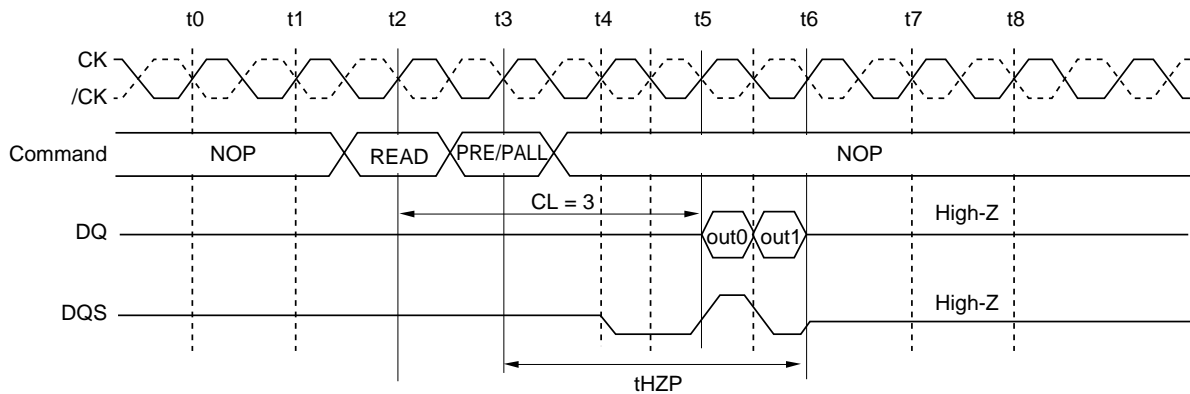 t0 t1 t2 t3 t4 t5 t6 t7 t8
CK
/CK
Command NOP READ PRE/PALL NOP
CL = 3
DQ out0 out1 High-Z
DQS High-Z
tHZP